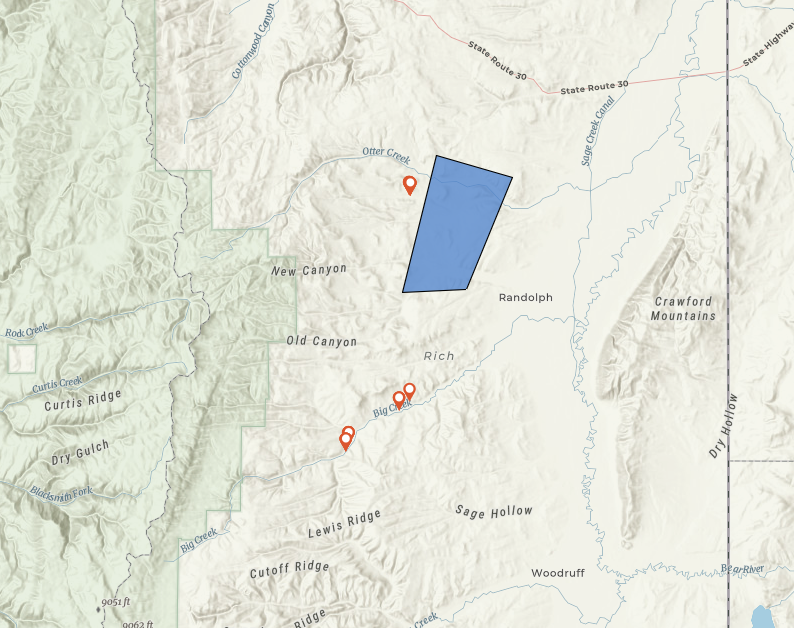 Cottonwood Canyon
State Route 30
State Route 30
State Highway
Sage Creek Canal
Otter Creek
New Canyon
Randolph
Crawford
Mountains
Rock Creek
Old Canyon
Rich
Curtis Creek
Curtis Ridge
Big Creek
Dry Hollow
Dry Gulch
Blacksmith Fork
Lewis Ridge
Sage Hollow
Big Creek
Cutoff Ridge
Woodruff
Bear River
9051 ft
9062 ft
Ridge
Creek